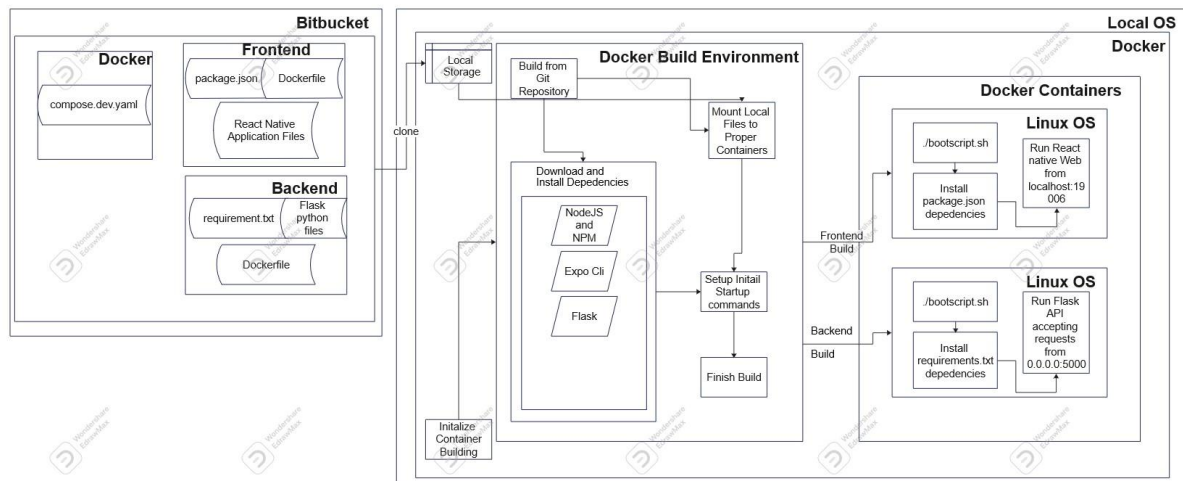 Bitbucket
Docker
compose.dev.yaml
Frontend
package.json.
Dockerfile
React Native
Application Files
Backend
requirement.txt
Flask
python
files
Dockerfile
clone
Local OS
Docker
Local
Storage
Docker Build Environment
Build from
Git
Repository
Mount Local
Files to
Proper
Containers
Download and
Install Depedencies
NodeJS
and
NPM
Expo Cli
Flask
Setup Initail
Startup
commands
Finish Build
Initalize
Container
Building
Frontend
Build
Backend
Build
Docker Containers
Linux OS
./bootscript.sh
Install
package.json
depedencies
Run React
native Web
from
localhost:19
006
Linux OS
./bootscript.sh
Install
requirements.txt
depedencies
Run Flask
API
accepting
requests
from
0.0.0.0:5000
Wondershare
EdrawMax